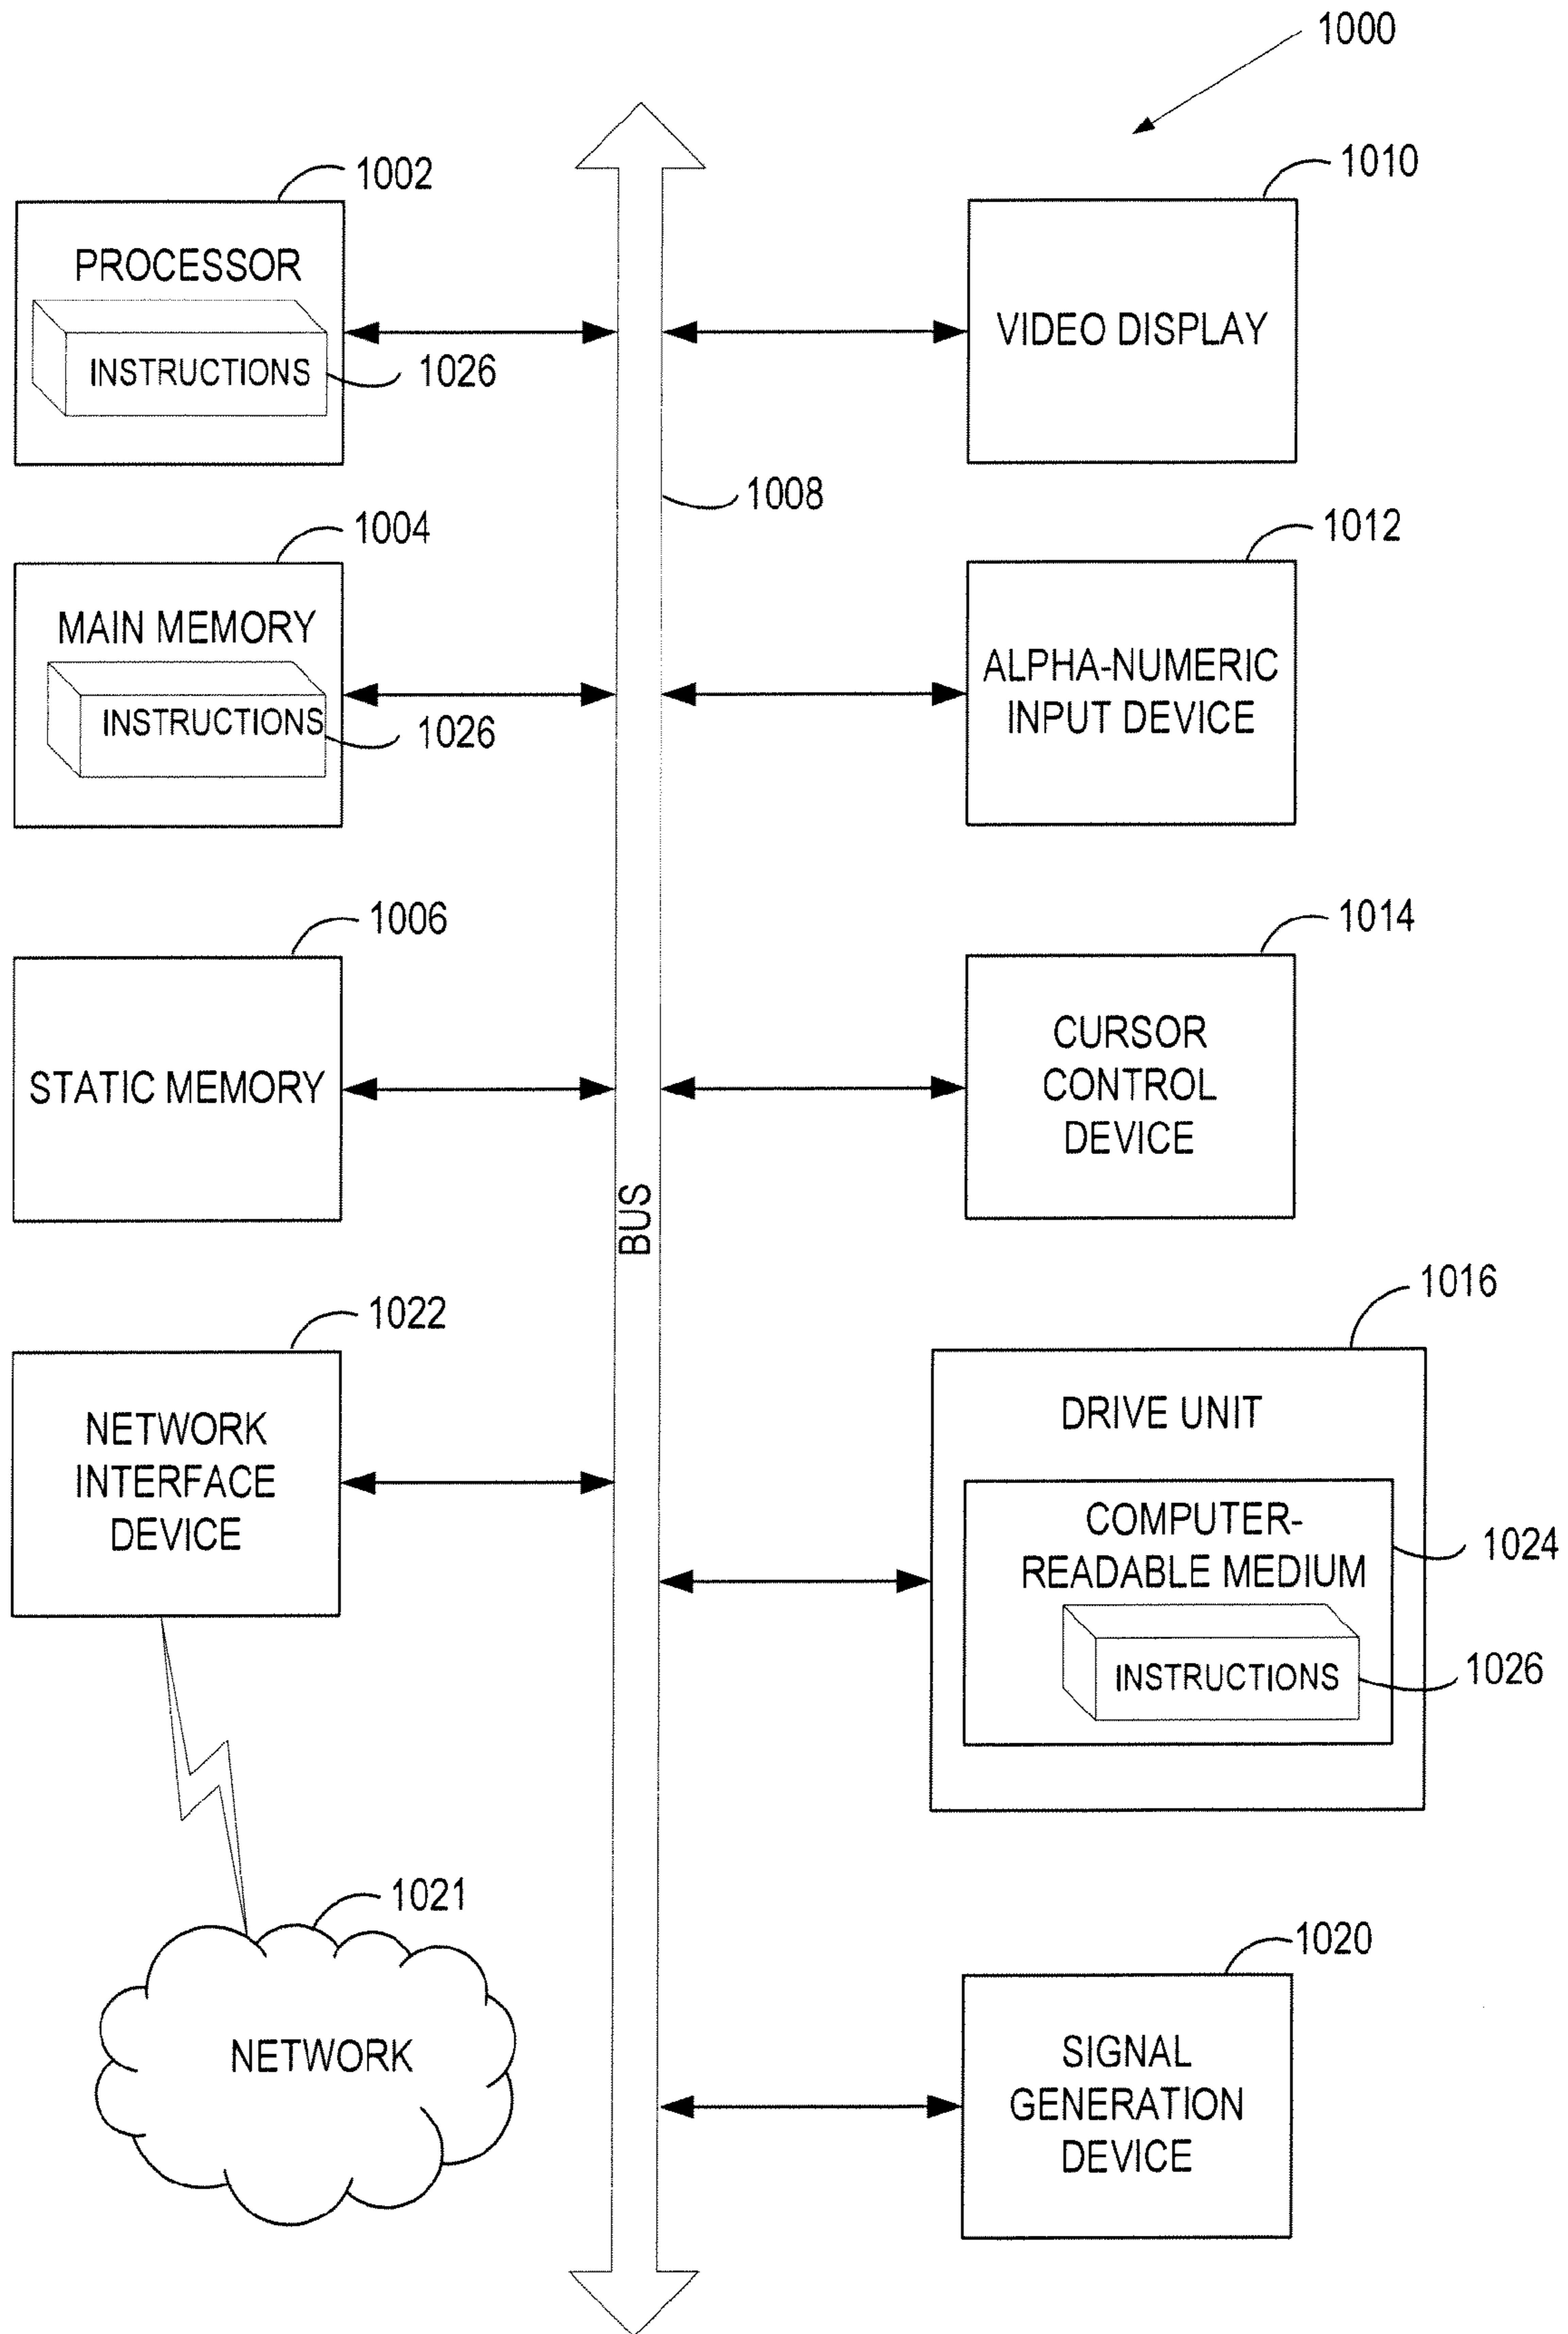 1000
1002
PROCESSOR
INSTRUCTIONS
1026
1004
MAIN MEMORY
INSTRUCTIONS
1026
1006
STATIC MEMORY
1022
NETWORK
INTERFACE
DEVICE
1021
NETWORK
1008
BUS
1010
VIDEO DISPLAY
1012
ALPHA-NUMERIC
INPUT DEVICE
1014
CURSOR
CONTROL
DEVICE
1016
DRIVE UNIT
COMPUTER-
READABLE MEDIUM
1024
INSTRUCTIONS
1026
1020
SIGNAL
GENERATION
DEVICE